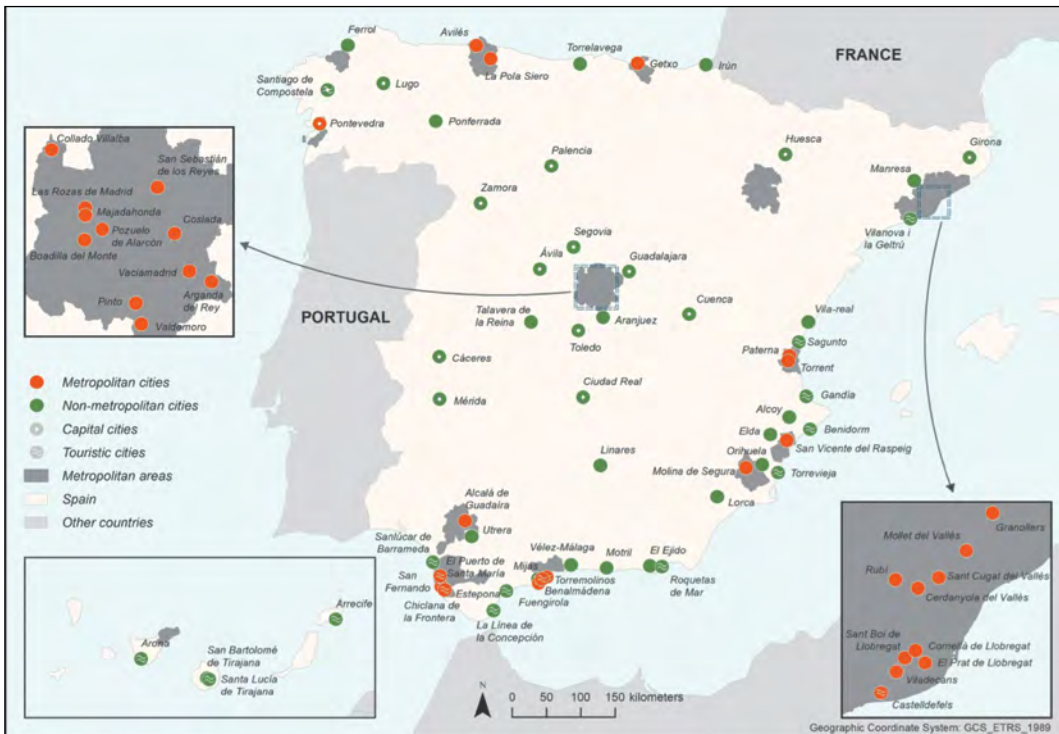 Ferrol
Avilés
Torrelavega
Getxo
Irún
FRANCE
La Pola Siero
Santiago de
Compostela
Lugo
Pontevedra
Ponferrada
Huesca
Girona
Palencia
Manresa
Zamora
Vilanova i
la Geltrú
Segovia
Ávila
Guadalajara
PORTUGAL
Talavera de
la Reina
Aranjuez
Cuenca
Toledo
Vila-real
Sagunto
Paterna
Torrent
Cáceres
Ciudad Real
Gandía
Mérida
Alcoy
Benidorm
Elda
San Vicente del Raspeig
Linares
Orihuela
Molina de Segura
Torrevieja
Lorca
Alcalá de
Guadaíra
Utrera
Sanlúcar de
Barrameda
El Puerto de
Santa María
San
Fernando
Chiclana de
la Frontera
Estepona
Mijas
Vélez-Málaga
Motril
El Ejido
Torremolinos
Benalmádena
Fuengirola
Roquetas
de Mar
La Línea de
la Concepción
Collado Villalba
San Sebastián
de los Reyes
Las Rozas de Madrid
Majadahonda
Coslada
Pozuelo
de Alarcón
Boadilla del Monte
Vaciamadrid
Pinto
Arganda
del Rey
Valdemoro
Metropolitan cities
Non-metropolitan cities
Capital cities
Touristic cities
Metropolitan areas
Spain
Other countries
Arrecife
Arona
San Bartolomé
de Tirajana
Santa Lucía
de Tirajana
N
0 50 100 150 kilometers
Granollers
Mollet del Vallés
Rubí
Sant Cugat del Vallés
Cerdanyola del Vallés
Sant Boi de
Llobregat
Cornellá de Llobregat
El Prat de Llobregat
Viladecans
Castelldefels
Geographic Coordinate System: GCS_ETRS_1989